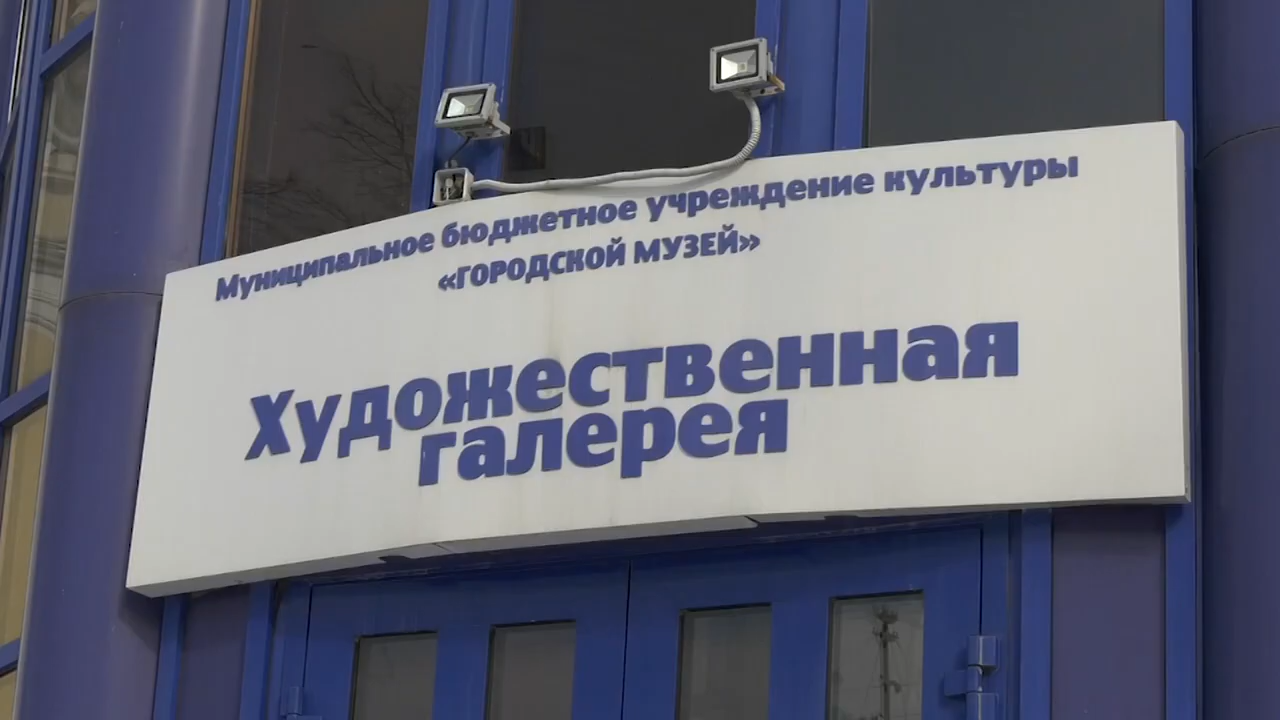 Муниципальное бюджетное учреждение культуры
«ГОРОДСКОЙ МУЗЕЙ»
Художественная
галерея